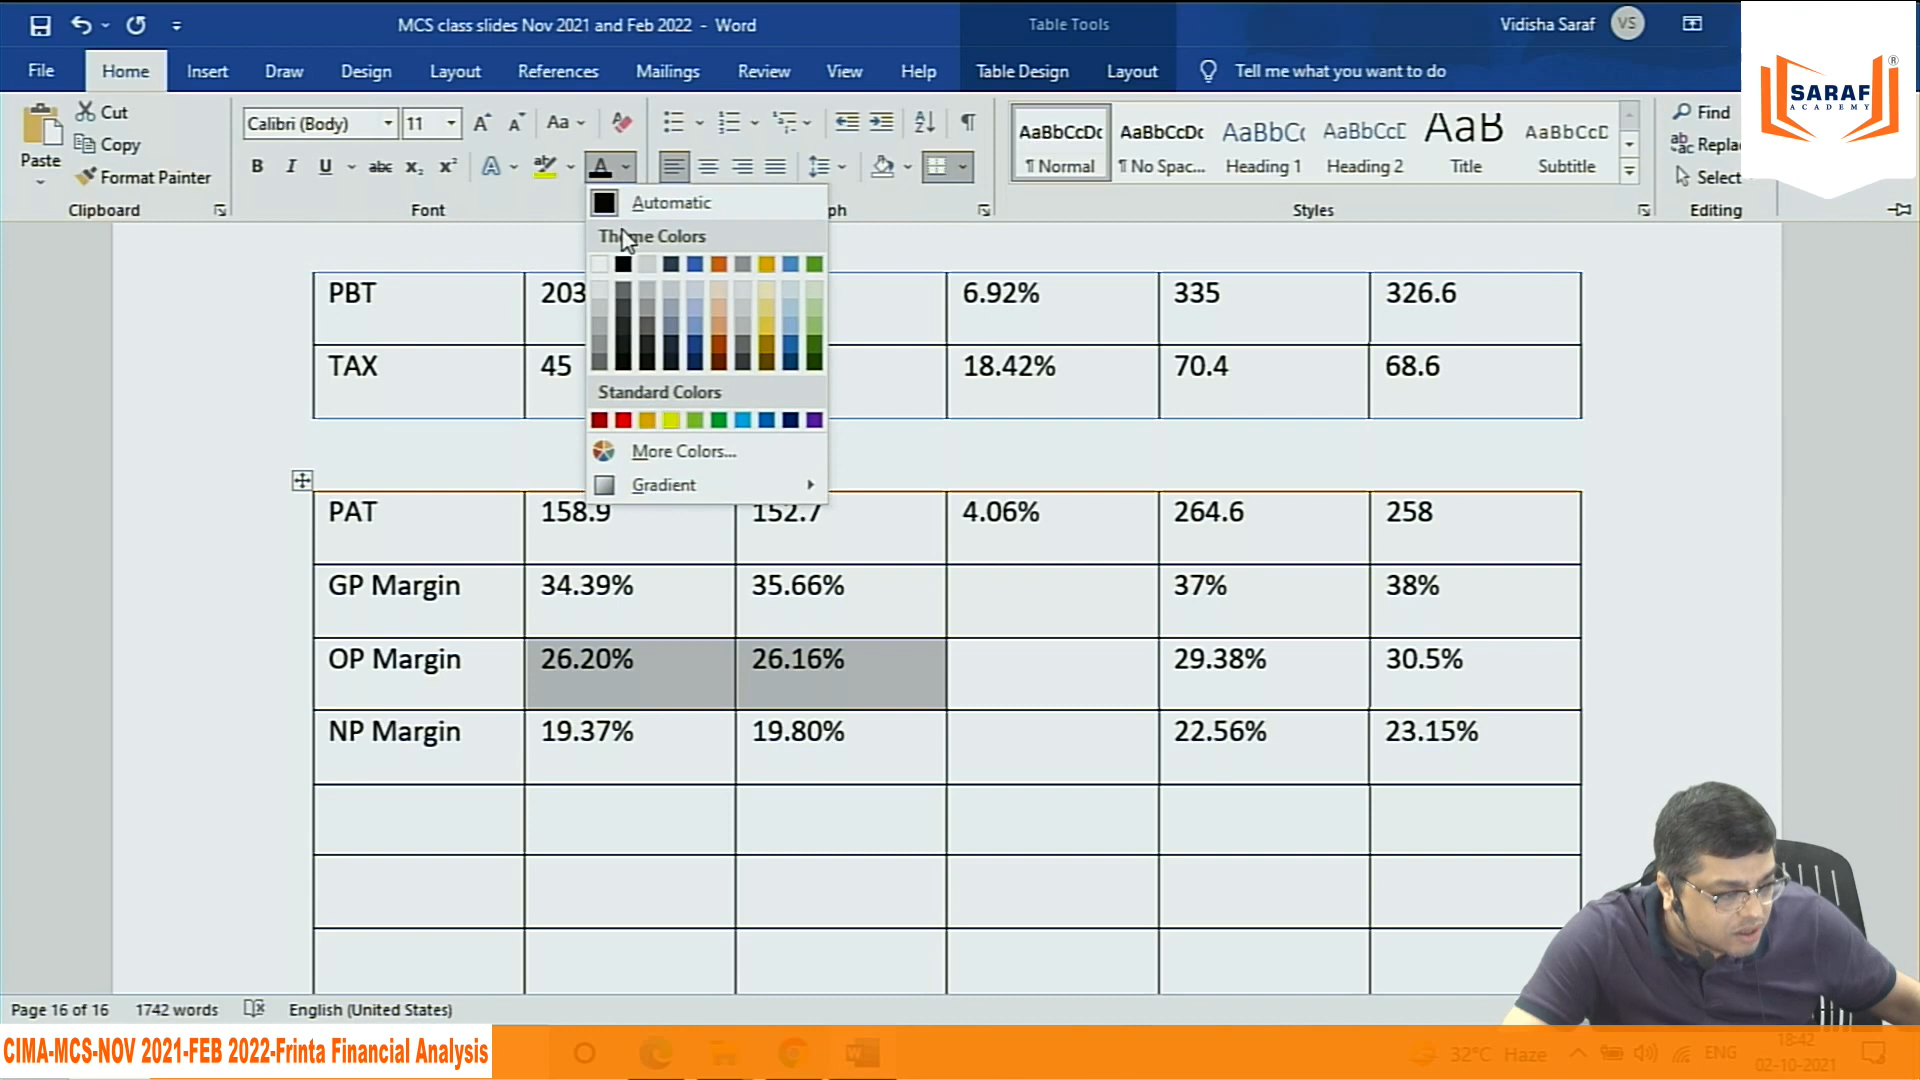 MCS class slides Nov 2021 and Feb 2022 - Word
Table Tools
Vidisha Saraf
VS
File Home Insert Draw Design Layout References Mailings Review View Help Table Design Layout Tell me what you want to do
SARAF
ACADEMY
®
Paste
Cut
Copy
Format Painter
Clipboard
Calibri (Body) 11
Font
AaBbCcDc AaBbCcDc AaBbCc AaBbCcD AaB AaBbCcD
¶ Normal ¶ No Spac... Heading 1 Heading 2 Title Subtitle
Styles
Find
Select
Editing
Automatic
Theme Colors
Standard Colors
More Colors...
Gradient
PBT 203 6.92% 335 326.6
TAX 45 18.42% 70.4 68.6
PAT 158.9 152.7 4.06% 264.6 258
GP Margin 34.39% 35.66% 37% 38%
OP Margin 26.20% 26.16% 29.38% 30.5%
NP Margin 19.37% 19.80% 22.56% 23.15%
Page 16 of 16 1742 words English (United States)
CIMA-MCS-NOV 2021-FEB 2022-Frinta Financial Analysis
32°C Haze ENG
18:42
02-10-2021